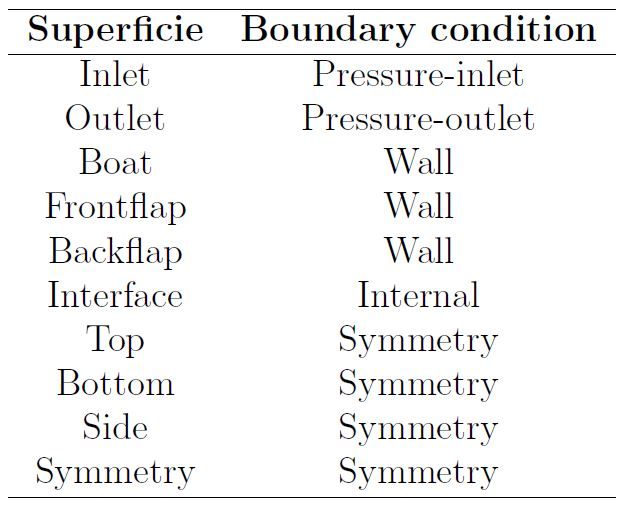 Superficie Boundary condition
Inlet Pressure-inlet
Outlet Pressure-outlet
Boat Wall
Frontflap Wall
Backflap Wall
Interface Internal
Top Symmetry
Bottom Symmetry
Side Symmetry
Symmetry Symmetry